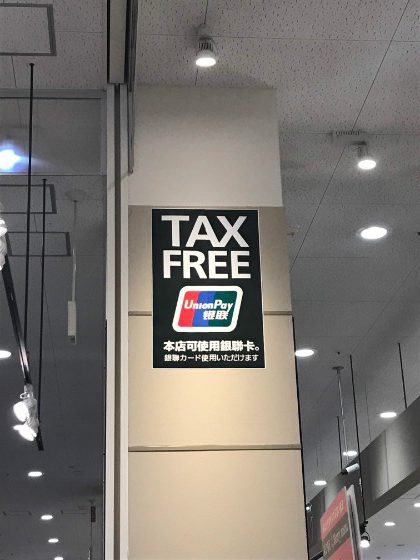 TAX
FREE
UnionPay
银联
本店可使用銀聯卡。
銀聯カード使用いただけます